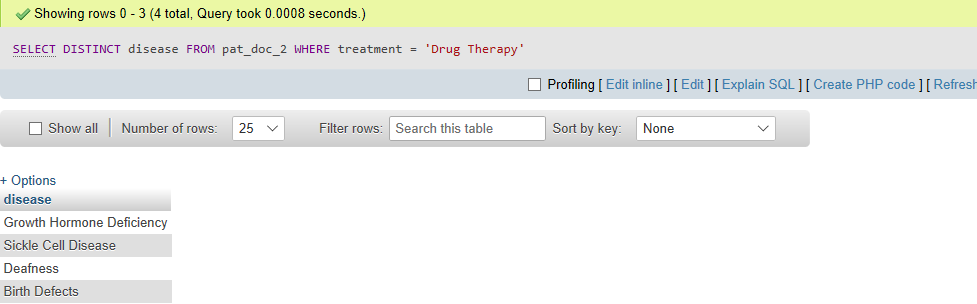 Showing rows 0 - 3 (4 total, Query took 0.0008 seconds.)
SELECT DISTINCT disease FROM pat_doc_2 WHERE treatment = 'Drug Therapy'
Profiling [ Edit inline ] [ Edit ] [ Explain SQL ] [ Create PHP code ] [ Refresh
Show all Number of rows: 25 Filter rows: Search this table Sort by key: None
+ Options
disease
Growth Hormone Deficiency
Sickle Cell Disease
Deafness
Birth Defects